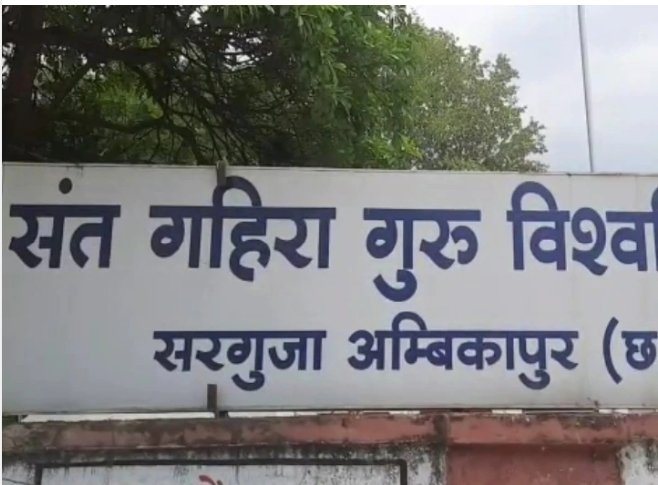 संत गहिरा गुरु विश्व
सरगुजा अम्बिकापुर (छ